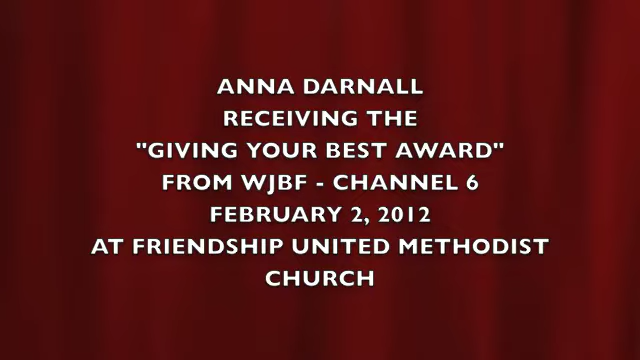 ANNA DARNALL
RECEIVING THE
"GIVING YOUR BEST AWARD"
FROM WJBF - CHANNEL 6
FEBRUARY 2, 2012
AT FRIENDSHIP UNITED METHODIST
CHURCH